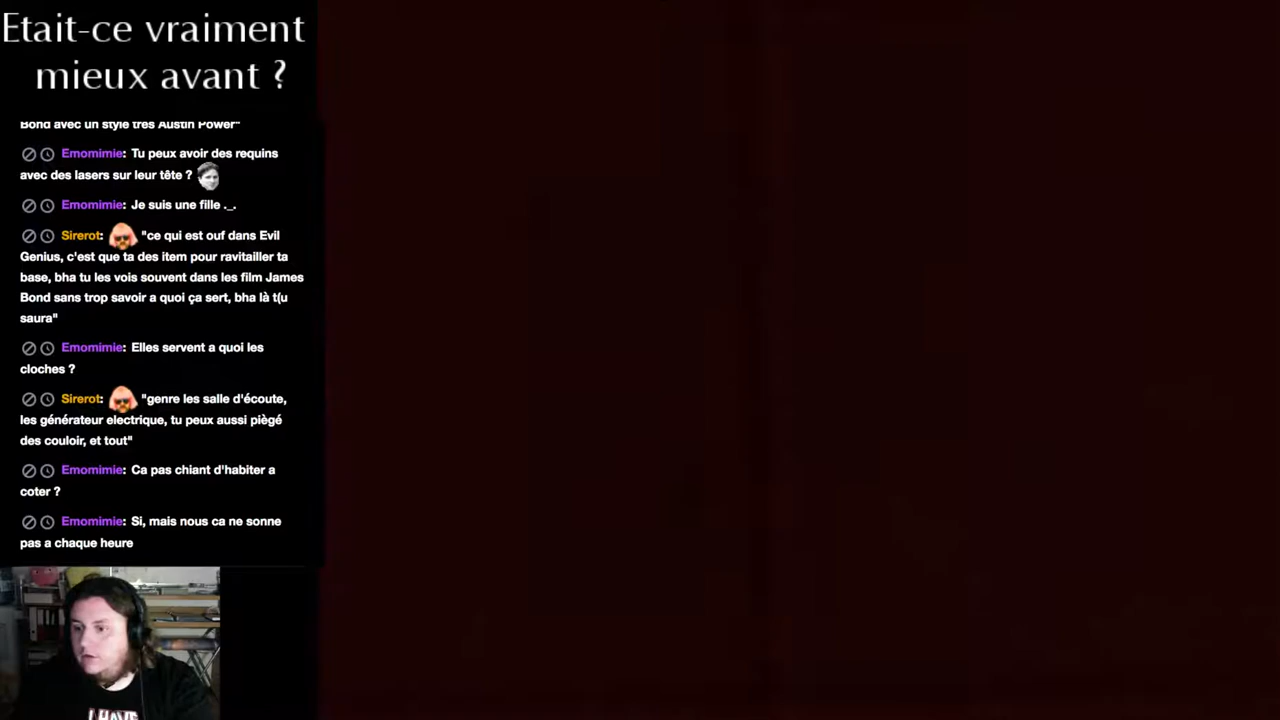 Etait-ce vraiment
mieux avant ?
Bond avec un style très Austin Power"
Emomimie: Tu peux avoir des requins
avec des lasers sur leur tête ?
Emomimie: Je suis une fille ._.
Sirerot: "ce qui est ouf dans Evil
Genius, c'est que ta des item pour ravitailler ta
base, bha tu les vois souvent dans les film James
Bond sans trop savoir a quoi ça sert, bha là t(u
saura"
Emomimie: Elles servent a quoi les
cloches ?
Sirerot: "genre les salle d'écoute,
les générateur electrique, tu peux aussi piègé
des couloir, et tout"
Emomimie: Ca pas chiant d'habiter a
coter ?
Emomimie: Si, mais nous ca ne sonne
pas a chaque heure
I HAVE